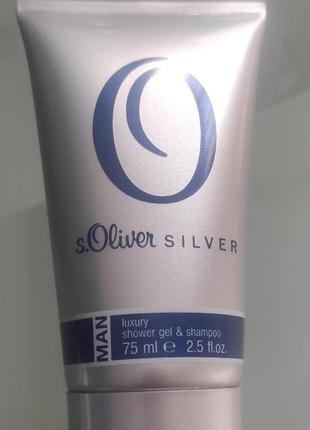 s.Oliver SILVER
MAN
luxury
shower gel & shampoo
75 ml e 2.5 fl.oz.